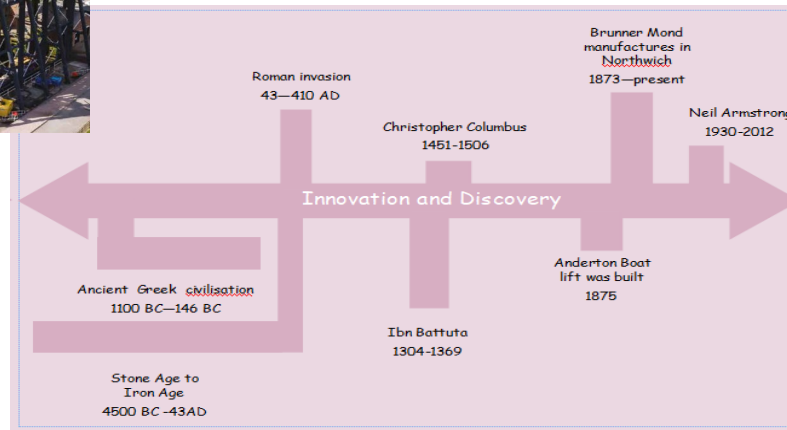 Brunner Mond
manufactures in
Northwich
1873—present
Roman invasion
43—410 AD
Neil Armstrong
1930-2012
Christopher Columbus
1451-1506
Innovation and Discovery
Ancient Greek civilisation
1100 BC—146 BC
Anderton Boat
lift was built
1875
Ibn Battuta
1304-1369
Stone Age to
Iron Age
4500 BC -43AD